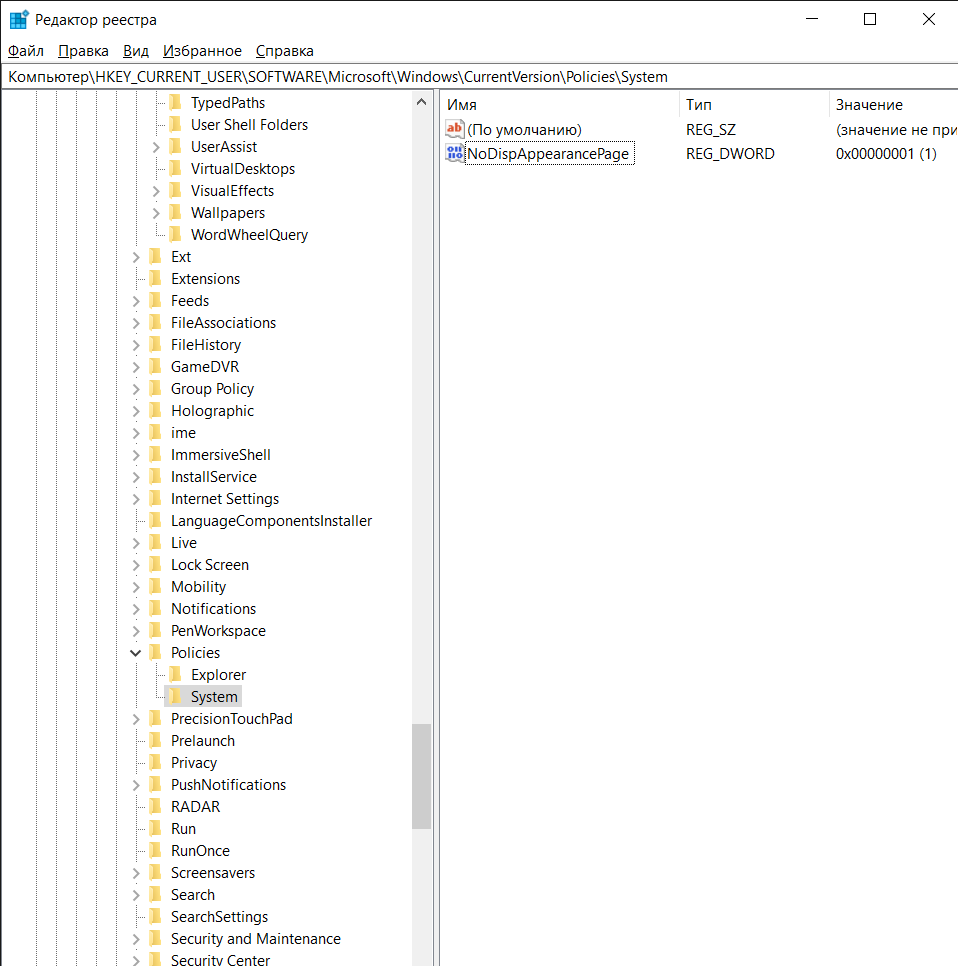 Редактор реестра
Файл Правка Вид Избранное Справка
Компьютер\HKEY_CURRENT_USER\SOFTWARE\Microsoft\Windows\CurrentVersion\Policies\System
TypedPaths
User Shell Folders
UserAssist
VirtualDesktops
VisualEffects
Wallpapers
WordWheelQuery
Ext
Extensions
Feeds
FileAssociations
FileHistory
GameDVR
Group Policy
Holographic
ime
ImmersiveShell
InstallService
Internet Settings
LanguageComponentsInstaller
Live
Lock Screen
Mobility
Notifications
PenWorkspace
Policies
Explorer
System
PrecisionTouchPad
Prelaunch
Privacy
PushNotifications
RADAR
Run
RunOnce
Screensavers
Search
SearchSettings
Security and Maintenance
Security Center
Имя Тип Значение
(По умолчанию) REG_SZ (значение не при
NoDispAppearancePage REG_DWORD 0x00000001 (1)